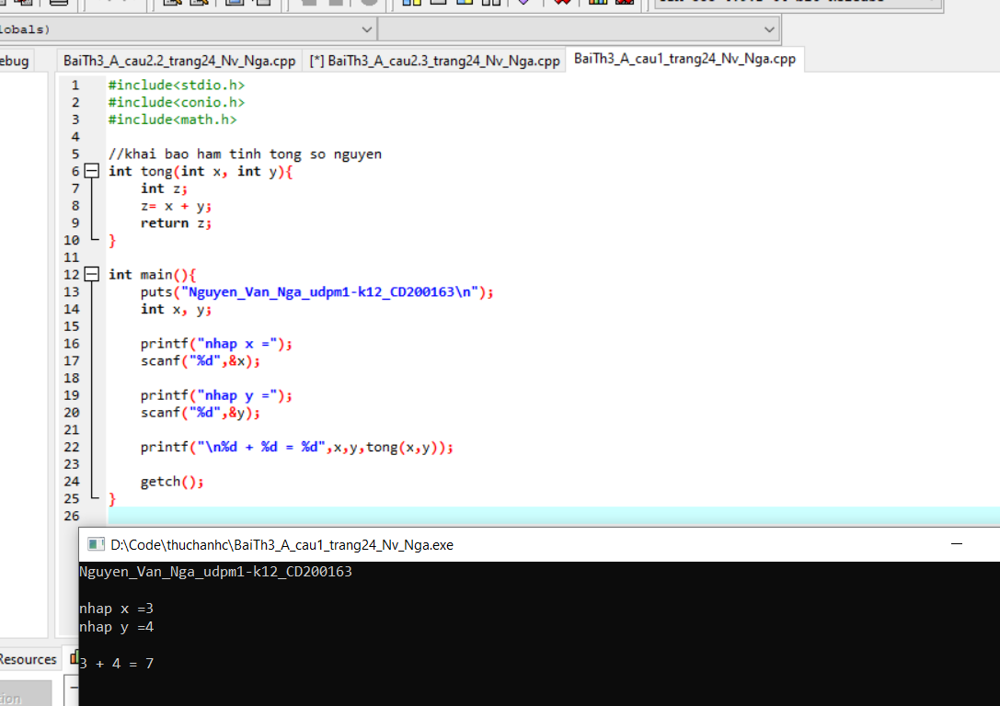 lobals)
ebug
BaiTh3_A_cau2.2_trang24_Nv_Nga.cpp [*] BaiTh3_A_cau2.3_trang24_Nv_Nga.cpp BaiTh3_A_cau1_trang24_Nv_Nga.cpp
1 #include<stdio.h>
2 #include<conio.h>
3 #include<math.h>
4
5 //khai bao ham tinh tong so nguyen
6 int tong(int x, int y){
7 int z;
8 z= x + y;
9 return z;
10 }
11
12 int main(){
13 puts("Nguyen_Van_Nga_udpm1-k12_CD200163\n");
14 int x, y;
15
16 printf("nhap x =");
17 scanf("%d",&x);
18
19 printf("nhap y =");
20 scanf("%d",&y);
21
22 printf("\n%d + %d = %d",x,y,tong(x,y));
23
24 getch();
25 }
26
D:\Code\thuchanhc\BaiTh3_A_cau1_trang24_Nv_Nga.exe
Nguyen_Van_Nga_udpm1-k12_CD200163
nhap x =3
nhap y =4
3 + 4 = 7
Resources
ion